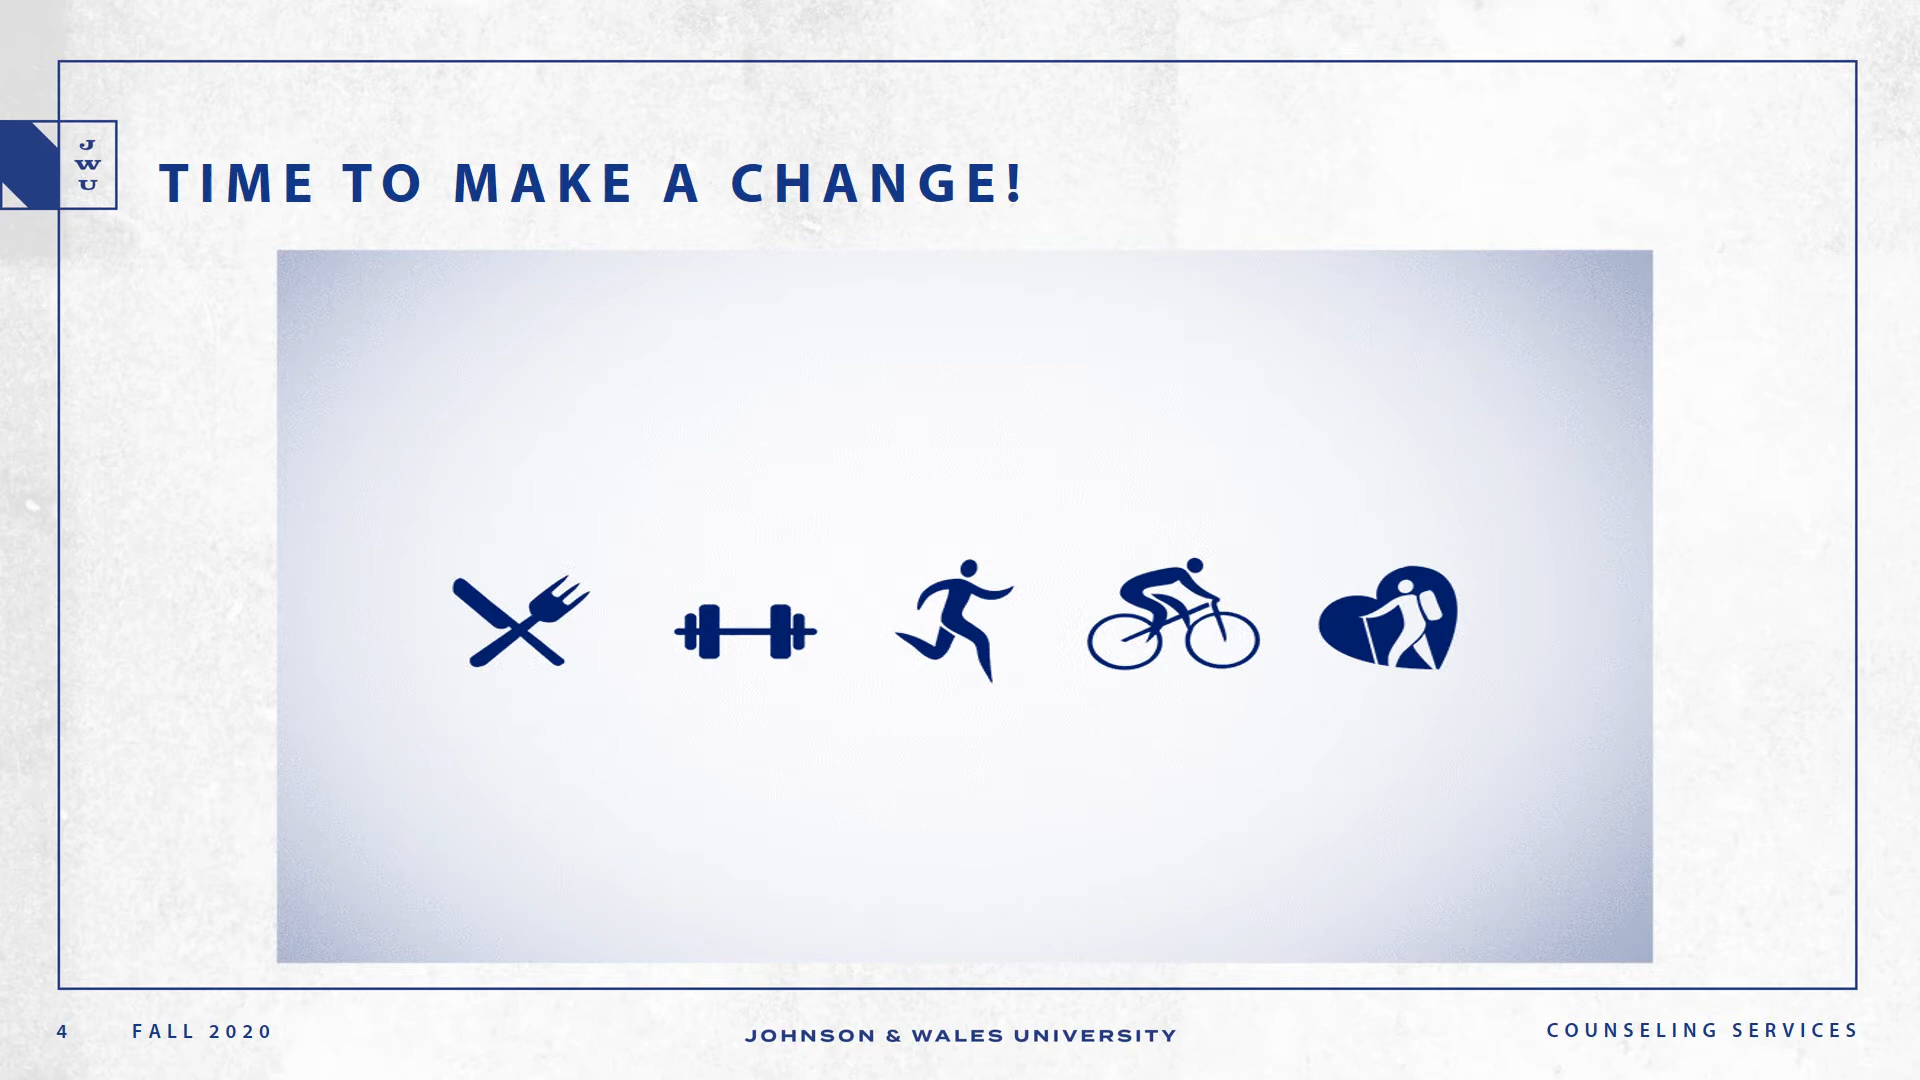 J
W
U
TIME TO MAKE A CHANGE!
4
FALL 2020
JOHNSON & WALES UNIVERSITY
COUNSELING SERVICES